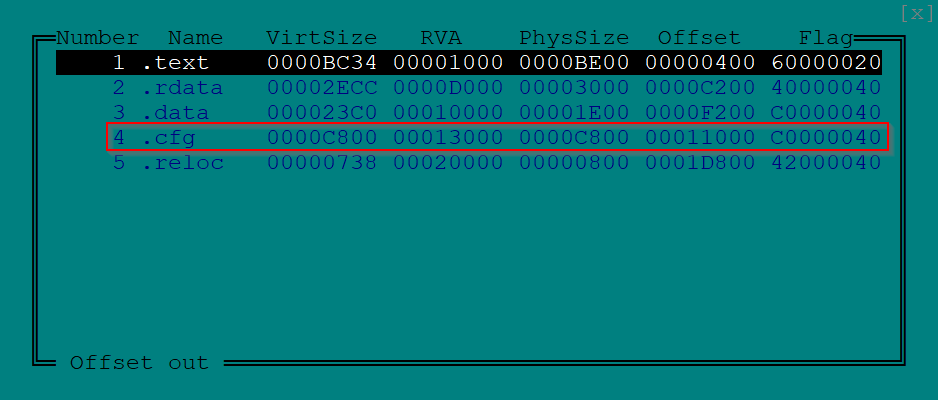 [x]
Number Name VirtSize RVA PhysSize Offset Flag
1 .text 0000BC34 00001000 0000BE00 00000400 60000020
2 .rdata 00002ECC 0000D000 00003000 0000C200 40000040
3 .data 000023C0 00010000 00001E00 0000F200 C0000040
4 .cfg 0000C800 00013000 0000C800 00011000 C0000040
5 .reloc 00000738 00020000 00000800 0001D800 42000040
Offset out